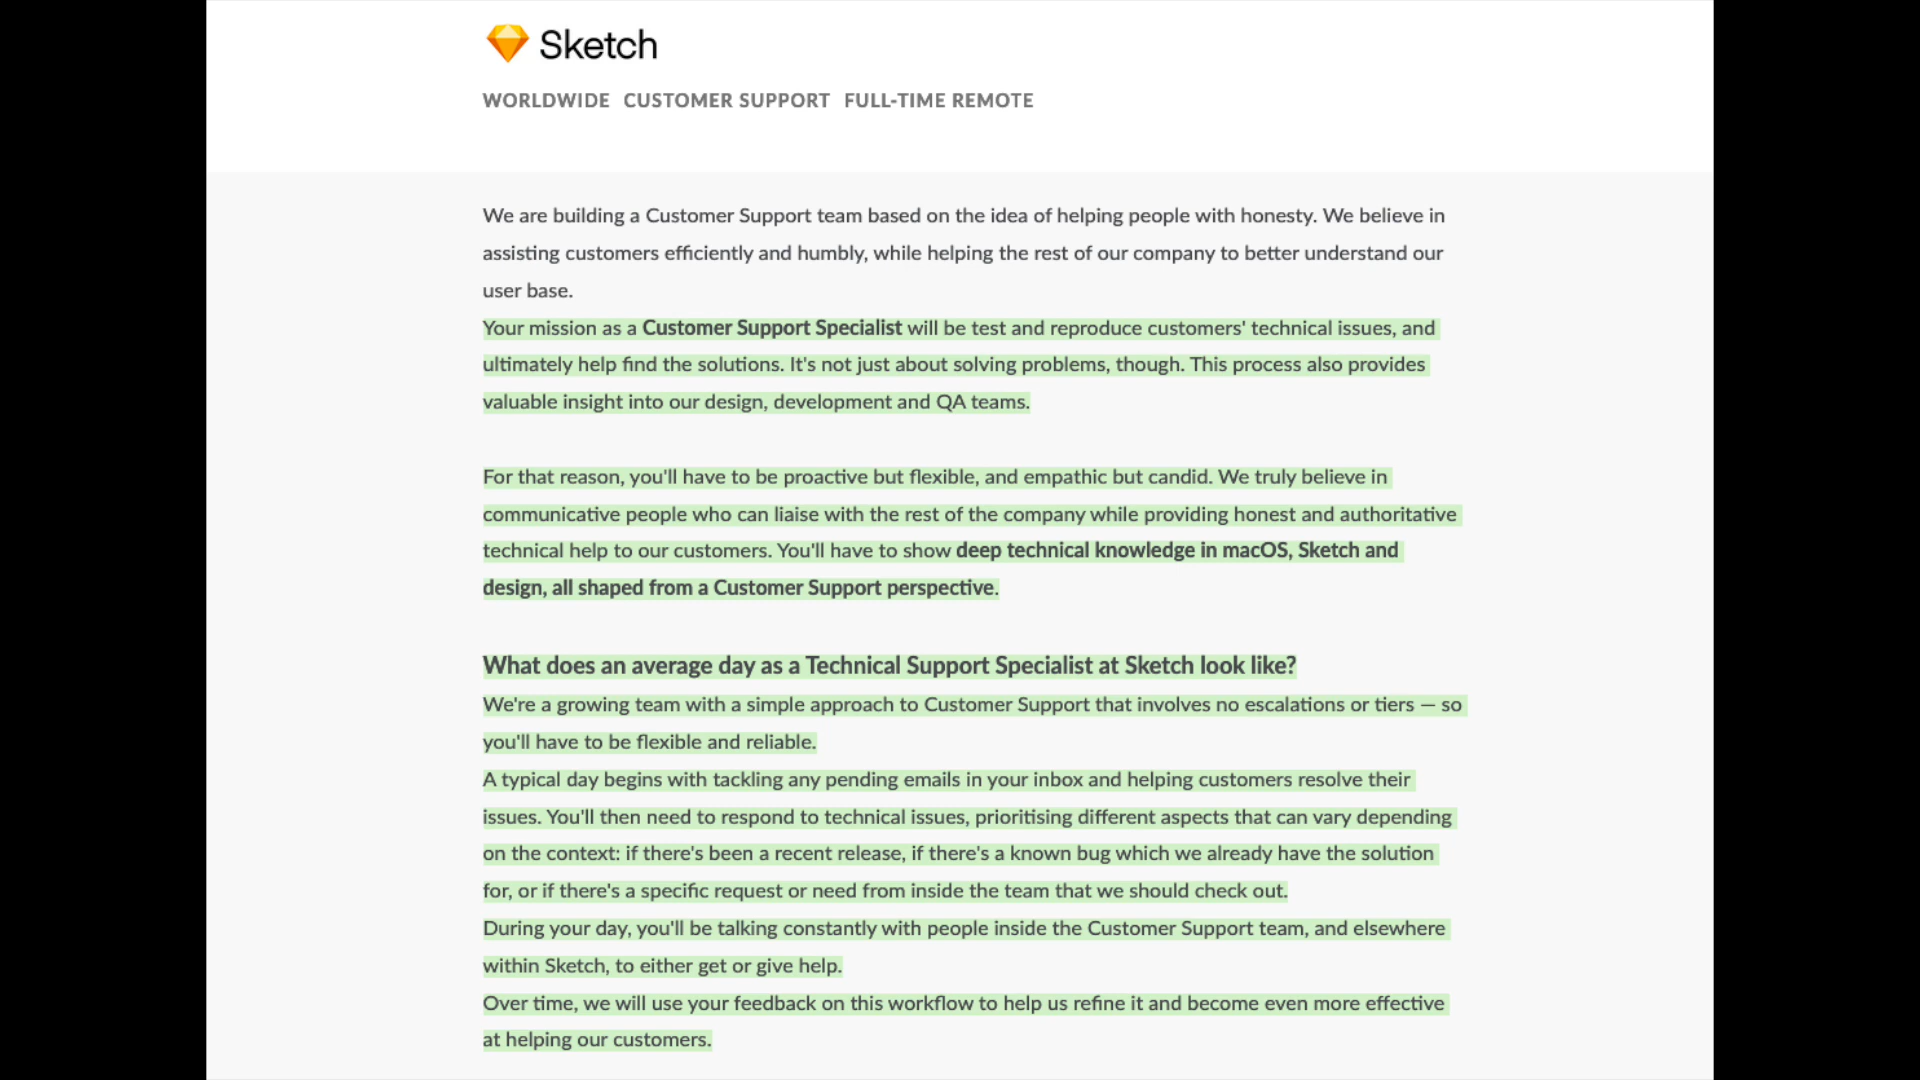 Sketch
WORLDWIDE CUSTOMER SUPPORT FULL-TIME REMOTE
We are building a Customer Support team based on the idea of helping people with honesty. We believe in
assisting customers efficiently and humbly, while helping the rest of our company to better understand our
user base.
Your mission as a Customer Support Specialist will be test and reproduce customers' technical issues, and
ultimately help find the solutions. It's not just about solving problems, though. This process also provides
valuable insight into our design, development and QA teams.
For that reason, you'll have to be proactive but flexible, and empathic but candid. We truly believe in
communicative people who can liaise with the rest of the company while providing honest and authoritative
technical help to our customers. You'll have to show deep technical knowledge in macOS, Sketch and
design, all shaped from a Customer Support perspective.
What does an average day as a Technical Support Specialist at Sketch look like?
We're a growing team with a simple approach to Customer Support that involves no escalations or tiers — so
you'll have to be flexible and reliable.
A typical day begins with tackling any pending emails in your inbox and helping customers resolve their
issues. You'll then need to respond to technical issues, prioritising different aspects that can vary depending
on the context: if there's been a recent release, if there's a known bug which we already have the solution
for, or if there's a specific request or need from inside the team that we should check out.
During your day, you'll be talking constantly with people inside the Customer Support team, and elsewhere
within Sketch, to either get or give help.
Over time, we will use your feedback on this workflow to help us refine it and become even more effective
at helping our customers.